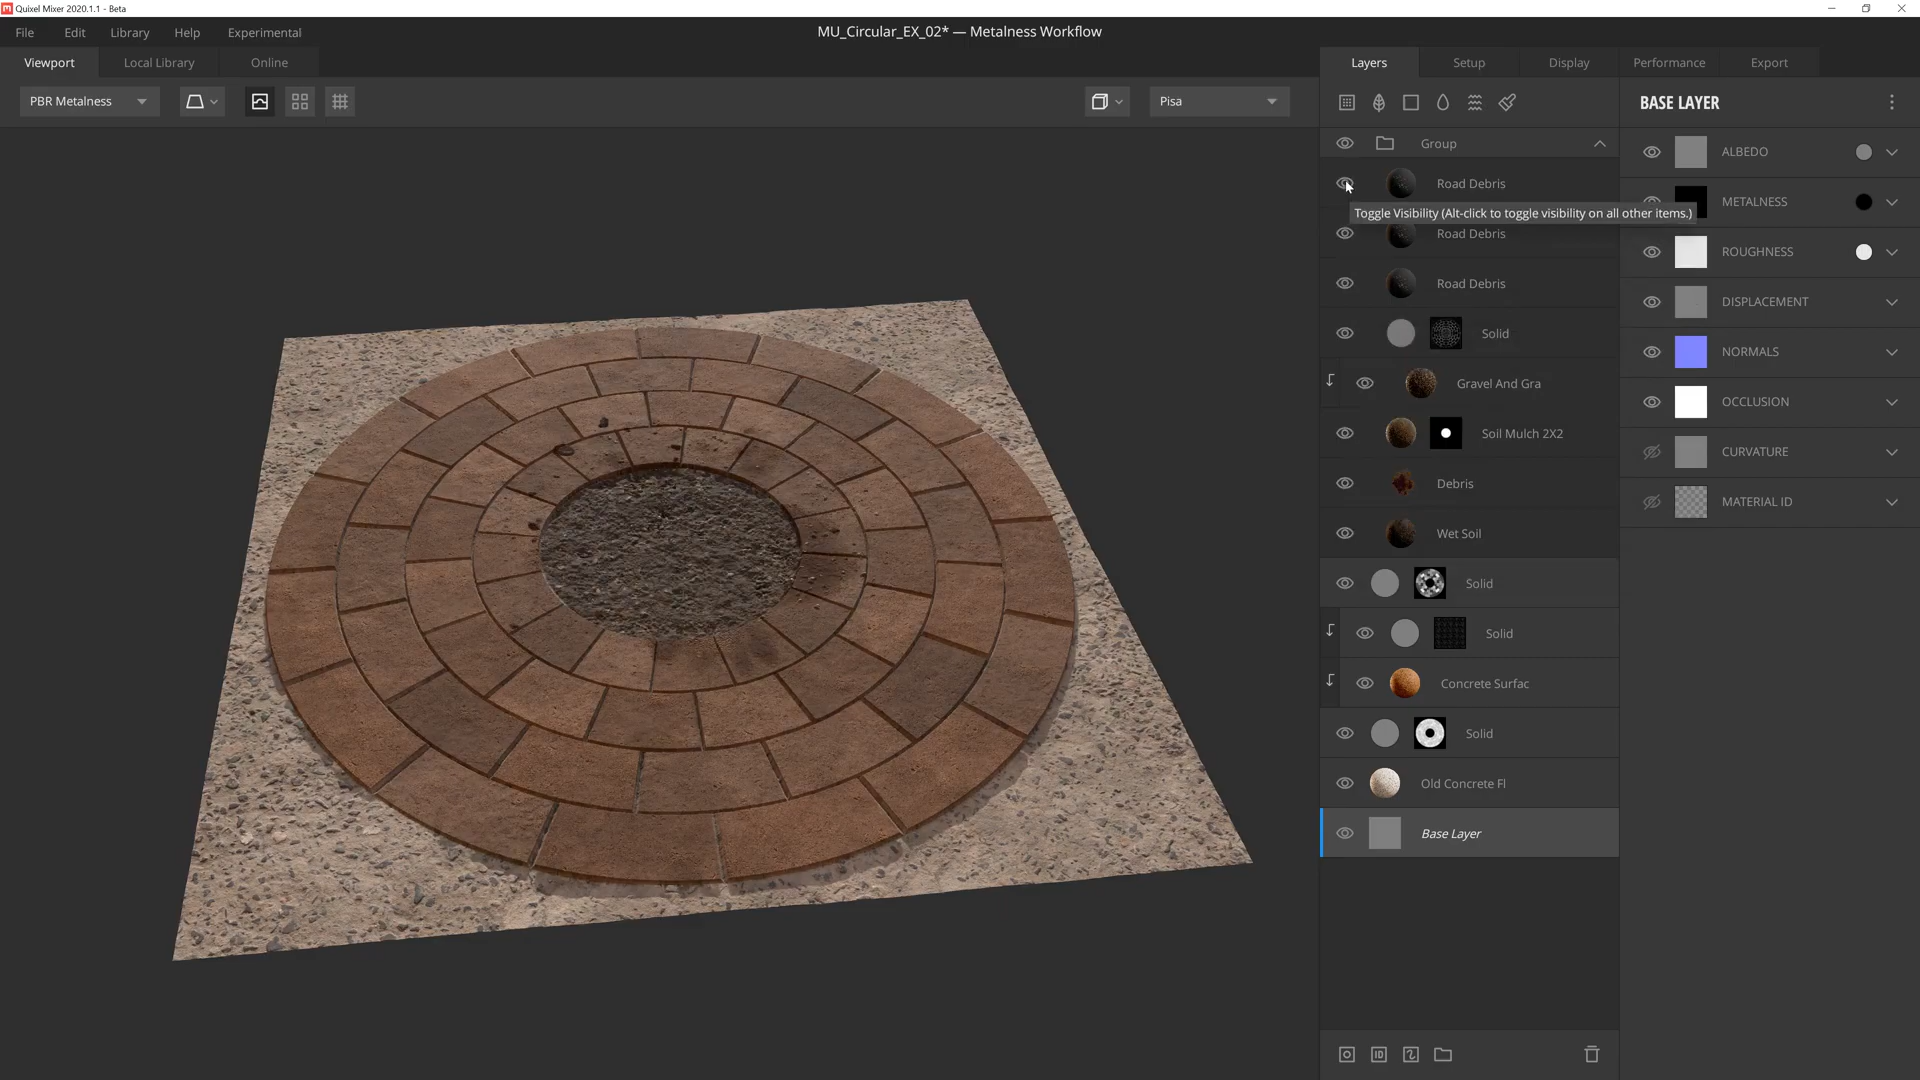 Quixel Mixer 2020.1.1 - Beta
File Edit Library Help Experimental
MU_Circular_EX_02* — Metalness Workflow
Viewport Local Library Online
Layers Setup Display Performance Export
PBR Metalness
Pisa
BASE LAYER
Group
Road Debris
Toggle Visibility (Alt-click to toggle visibility on all other items.)
Road Debris
Road Debris
Solid
Gravel And Gra
Soil Mulch 2X2
Debris
Wet Soil
Solid
Solid
Concrete Surfac
Solid
Old Concrete Fl
Base Layer
ID
ALBEDO
METALNESS
ROUGHNESS
DISPLACEMENT
NORMALS
OCCLUSION
CURVATURE
MATERIAL ID